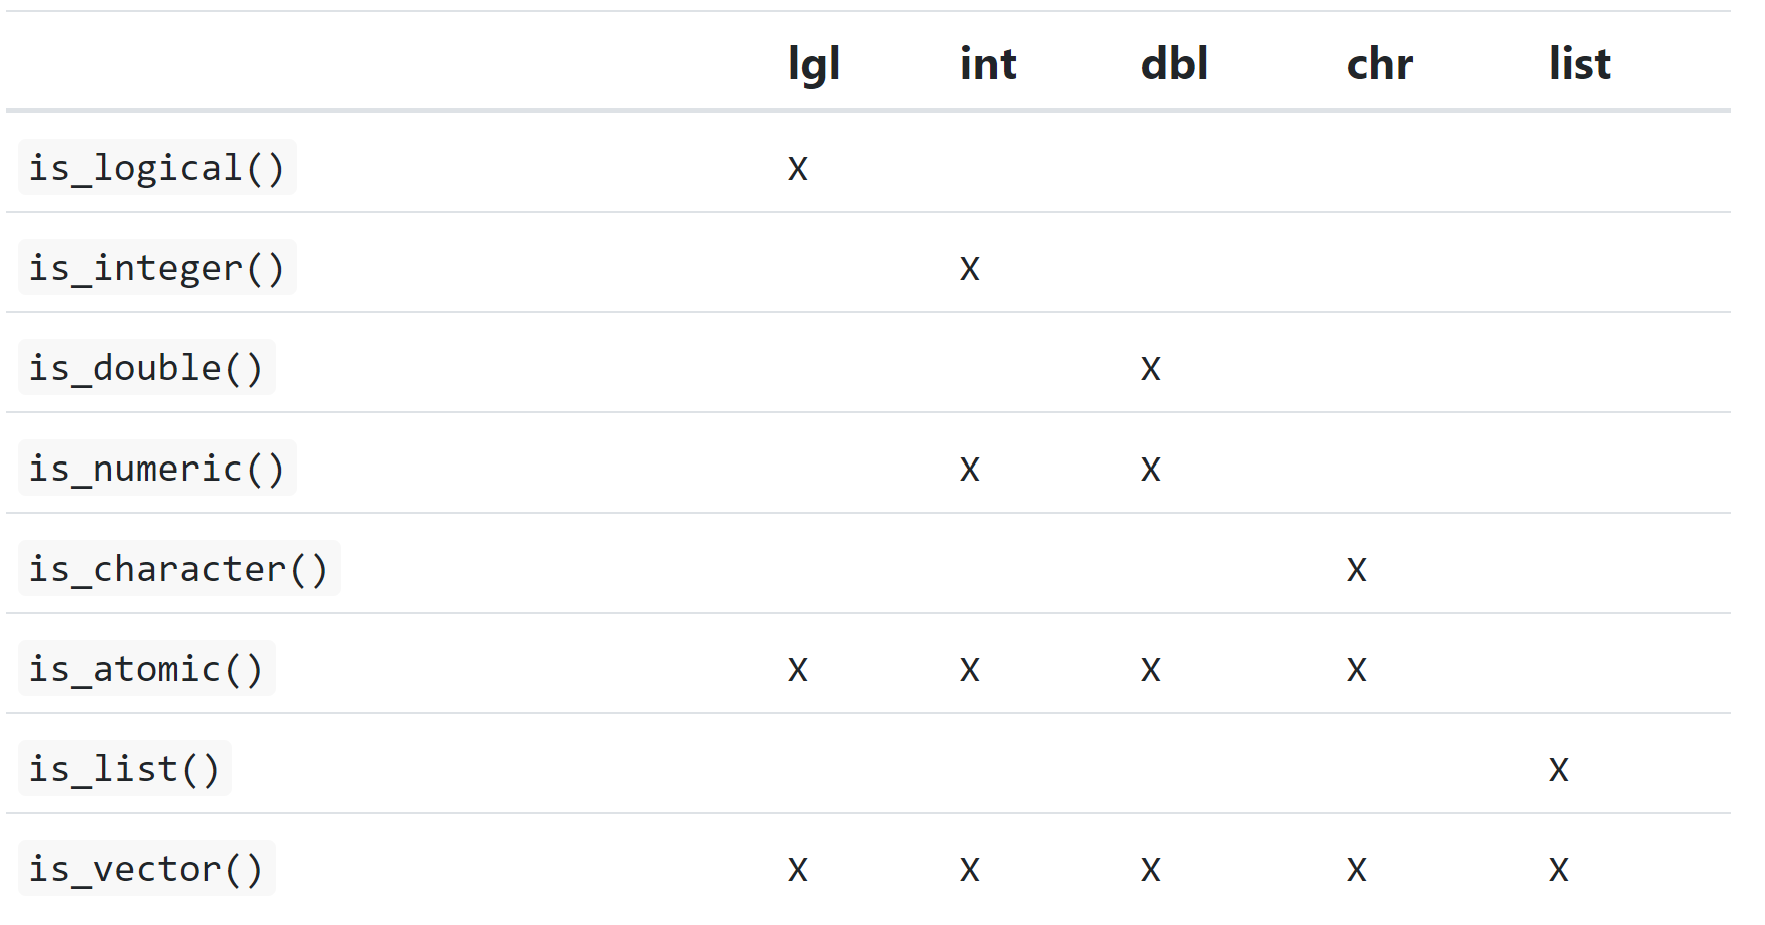 lgl int dbl chr list
is_logical() x
is_integer() x
is_double() x
is_numeric() x x
is_character() x
is_atomic() x x x x
is_list() x
is_vector() x x x x x